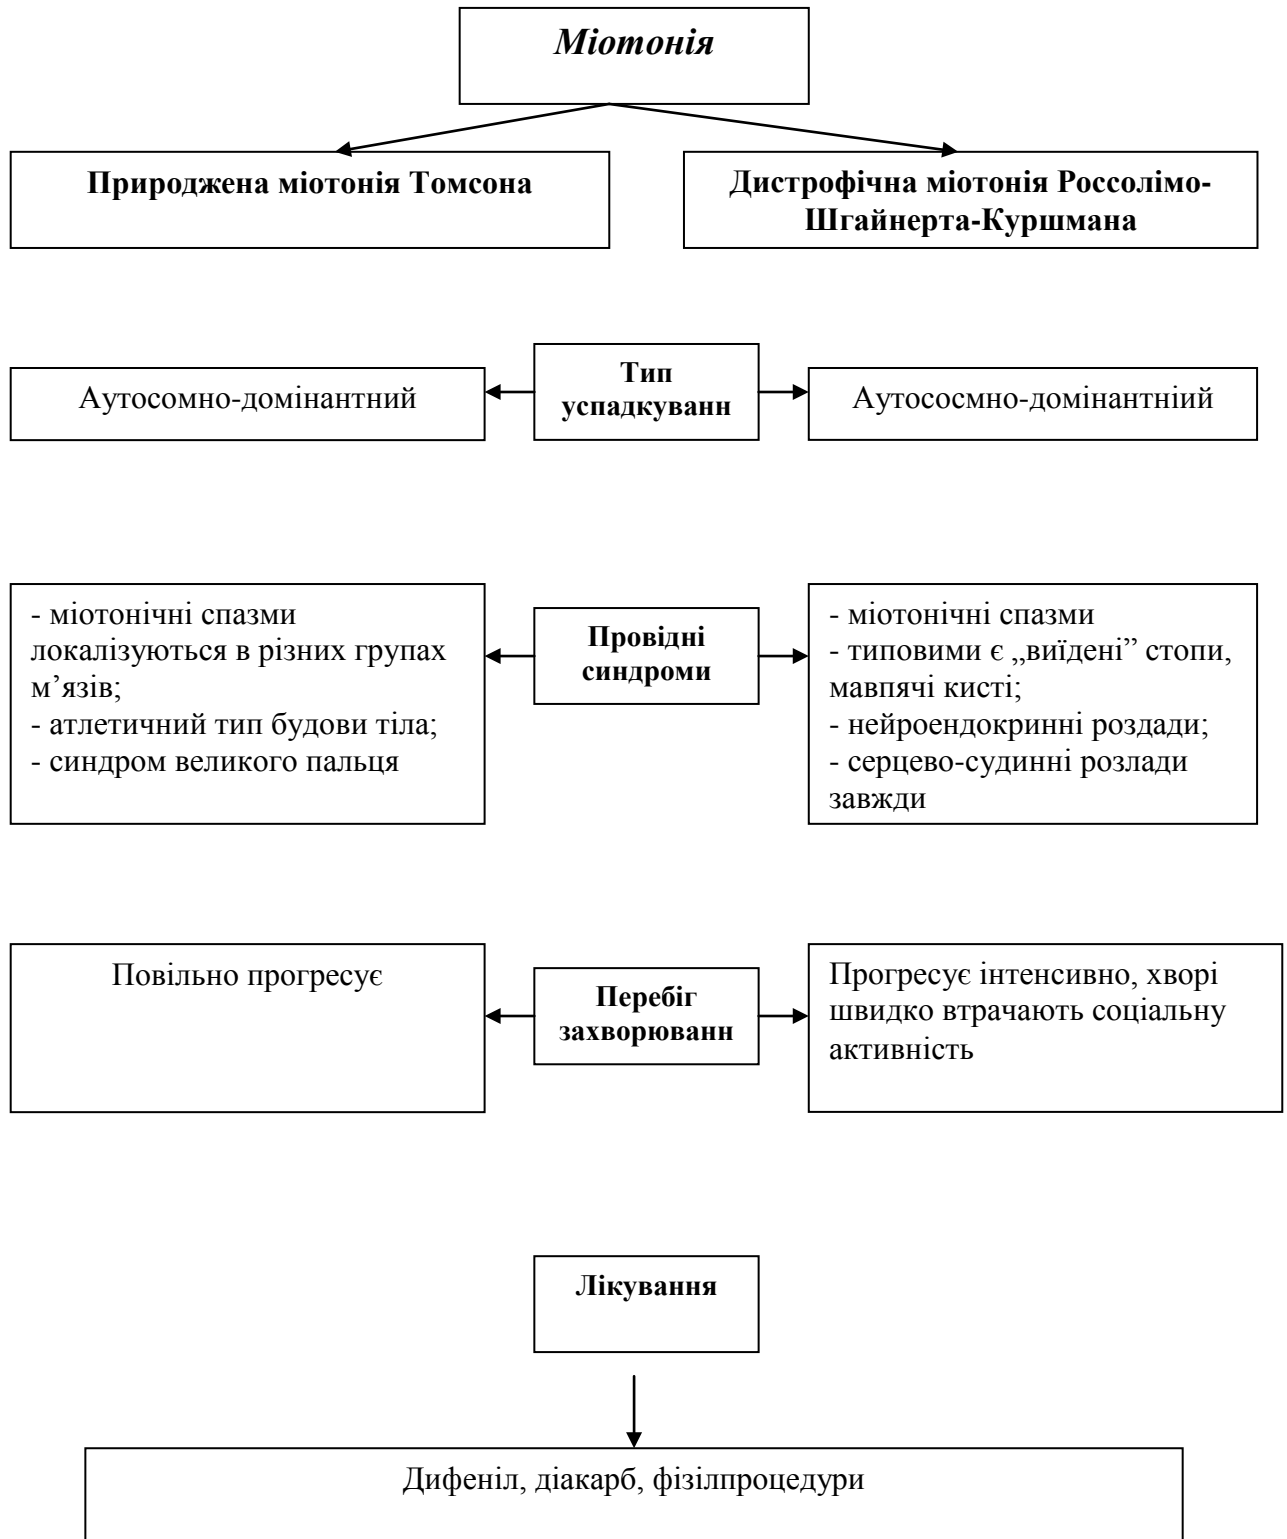 Міотонія
Природжена міотонія Томсона
Дистрофічна міотонія Россолімо-
Шгайнерта-Куршмана
Аутосомно-домінантний
Тип
успадкуванн
Аутососмно-домінантніий
- міотонічні спазми
локалізуються в різних групах
м’язів;
- атлетичний тип будови тіла;
- синдром великого пальця
Провідні
синдроми
- міотонічні спазми
- типовими є „виїдені” стопи,
мавпячі кисті;
- нейроендокринні роздади;
- серцево-судинні розлади
завжди
Повільно прогресує
Перебіг
захворюванн
Прогресує інтенсивно, хворі
швидко втрачають соціальну
активність
Лікування
Дифеніл, діакарб, фізілпроцедури